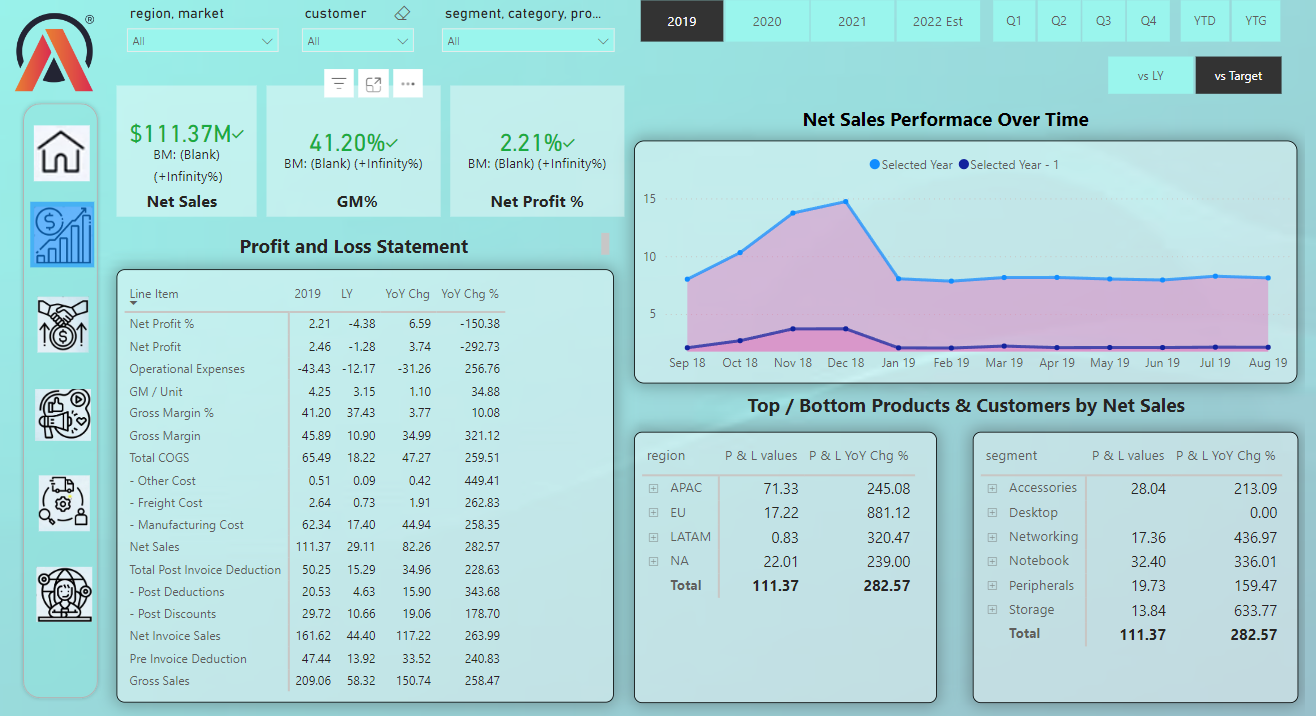 region, market
customer
segment, category, pro...
All
All
All
2019
2020
2021
2022 Est
Q1
Q2
Q3
Q4
YTD
YTG
vs LY
vs Target
®
$111.37M
BM: (Blank)
(+Infinity%)
Net Sales
41.20%
BM: (Blank) (+Infinity%)
GM%
2.21%
BM: (Blank) (+Infinity%)
Net Profit %
Profit and Loss Statement
Line Item 2019 LY YoY Chg YoY Chg %
Net Profit % 2.21 -4.38 6.59 -150.38
Net Profit 2.46 -1.28 3.74 -292.73
Operational Expenses -43.43 -12.17 -31.26 256.76
GM / Unit 4.25 3.15 1.10 34.88
Gross Margin % 41.20 37.43 3.77 10.08
Gross Margin 45.89 10.90 34.99 321.12
Total COGS 65.49 18.22 47.27 259.51
- Other Cost 0.51 0.09 0.42 449.41
- Freight Cost 2.64 0.73 1.91 262.83
- Manufacturing Cost 62.34 17.40 44.94 258.35
Net Sales 111.37 29.11 82.26 282.57
Total Post Invoice Deduction 50.25 15.29 34.96 228.63
- Post Deductions 20.53 4.63 15.90 343.68
- Post Discounts 29.72 10.66 19.06 178.70
Net Invoice Sales 161.62 44.40 117.22 263.99
Pre Invoice Deduction 47.44 13.92 33.52 240.83
Gross Sales 209.06 58.32 150.74 258.47
Net Sales Performace Over Time
Selected Year Selected Year - 1
15
10
5
Sep 18 Oct 18 Nov 18 Dec 18 Jan 19 Feb 19 Mar 19 Apr 19 May 19 Jun 19 Jul 19 Aug 19
Top / Bottom Products & Customers by Net Sales
region P & L values P & L YoY Chg %
APAC 71.33 245.08
EU 17.22 881.12
LATAM 0.83 320.47
NA 22.01 239.00
Total 111.37 282.57
segment P & L values P & L YoY Chg %
Accessories 28.04 213.09
Desktop 0.00
Networking 17.36 436.97
Notebook 32.40 336.01
Peripherals 19.73 159.47
Storage 13.84 633.77
Total 111.37 282.57